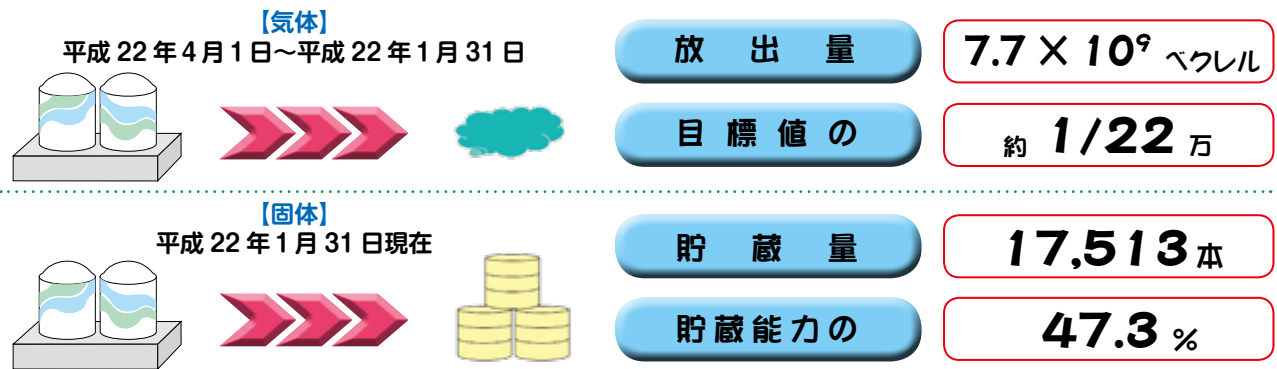 【気体】
平成 22 年 4 月 1 日～平成 22 年 1 月 31 日
放出量
7.7 × 10⁹ ベクレル
目標値の
約 1/22 万
【固体】
平成 22 年 1 月 31 日現在
貯蔵量
17,513 本
貯蔵能力の
47.3 %